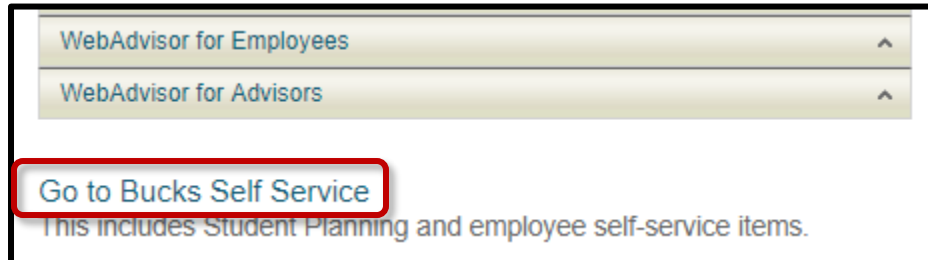 WebAdvisor for Employees
WebAdvisor for Advisors
Go to Bucks Self Service
This includes Student Planning and employee self-service items.